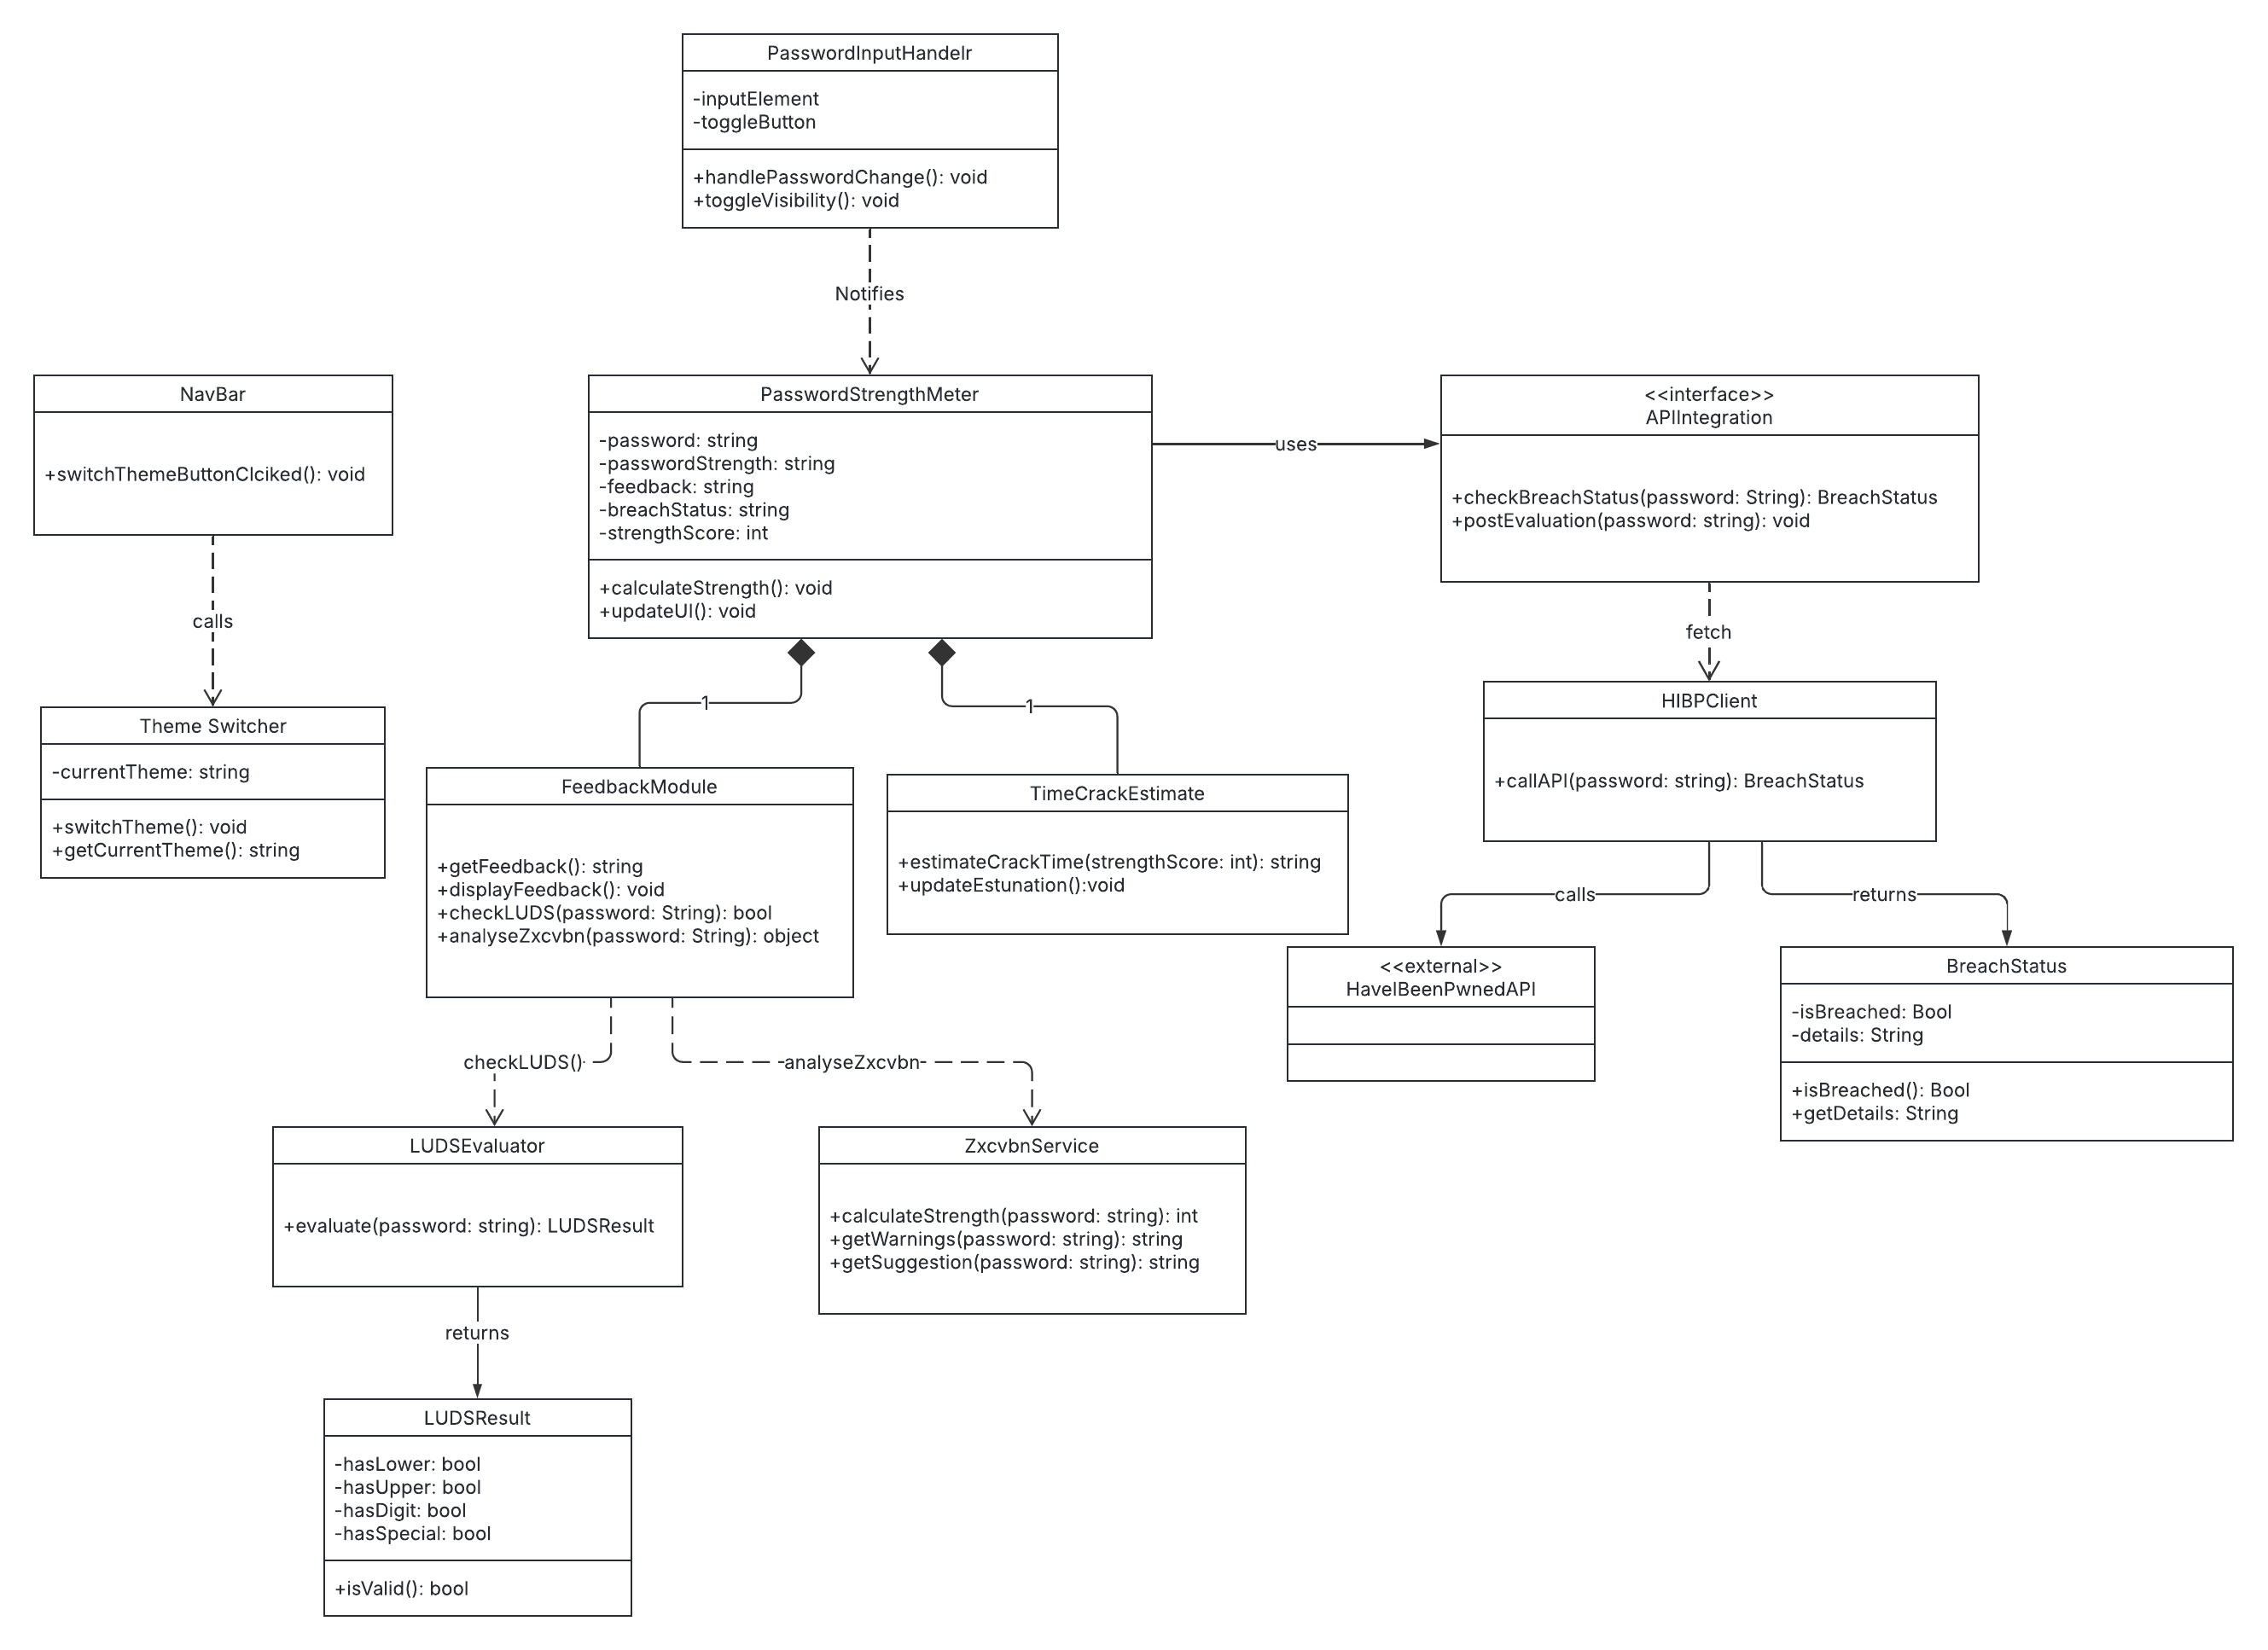 PasswordInputHandelr
-inputElement
-toggleButton
+handlePasswordChange(): void
+toggleVisibility(): void
Notifies
NavBar
+switchThemeButtonClciked(): void
calls
Theme Switcher
-currentTheme: string
+switchTheme(): void
+getCurrentTheme(): string
PasswordStrengthMeter
-password: string
-passwordStrength: string
-feedback: string
-breachStatus: string
-strengthScore: int
+calculateStrength(): void
+updateUI(): void
uses
<<interface>>
APIIntegration
+checkBreachStatus(password: String): BreachStatus
+postEvaluation(password: string): void
fetch
HIBPClient
+callAPI(password: string): BreachStatus
1
1
FeedbackModule
+getFeedback(): string
+displayFeedback(): void
+checkLUDS(password: String): bool
+analyseZxcvbn(password: String): object
TimeCrackEstimate
+estimateCrackTime(strengthScore: int): string
+updateEstunation():void
calls
returns
<<external>>
HaveIBeenPwnedAPI
BreachStatus
-isBreached: Bool
-details: String
+isBreached(): Bool
+getDetails: String
checkLUDS()
analyseZxcvbn
LUDSEvaluator
+evaluate(password: string): LUDSResult
ZxcvbnService
+calculateStrength(password: string): int
+getWarnings(password: string): string
+getSuggestion(password: string): string
returns
LUDSResult
-hasLower: bool
-hasUpper: bool
-hasDigit: bool
-hasSpecial: bool
+isValid(): bool